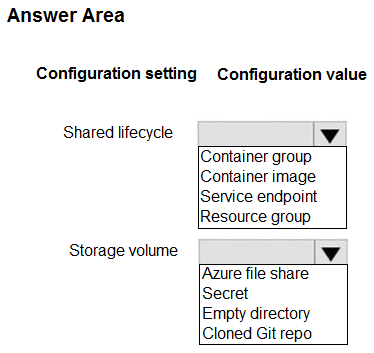 Answer Area
Configuration setting Configuration value
Shared lifecycle
Container group
Container image
Service endpoint
Resource group
Storage volume
Azure file share
Secret
Empty directory
Cloned Git repo